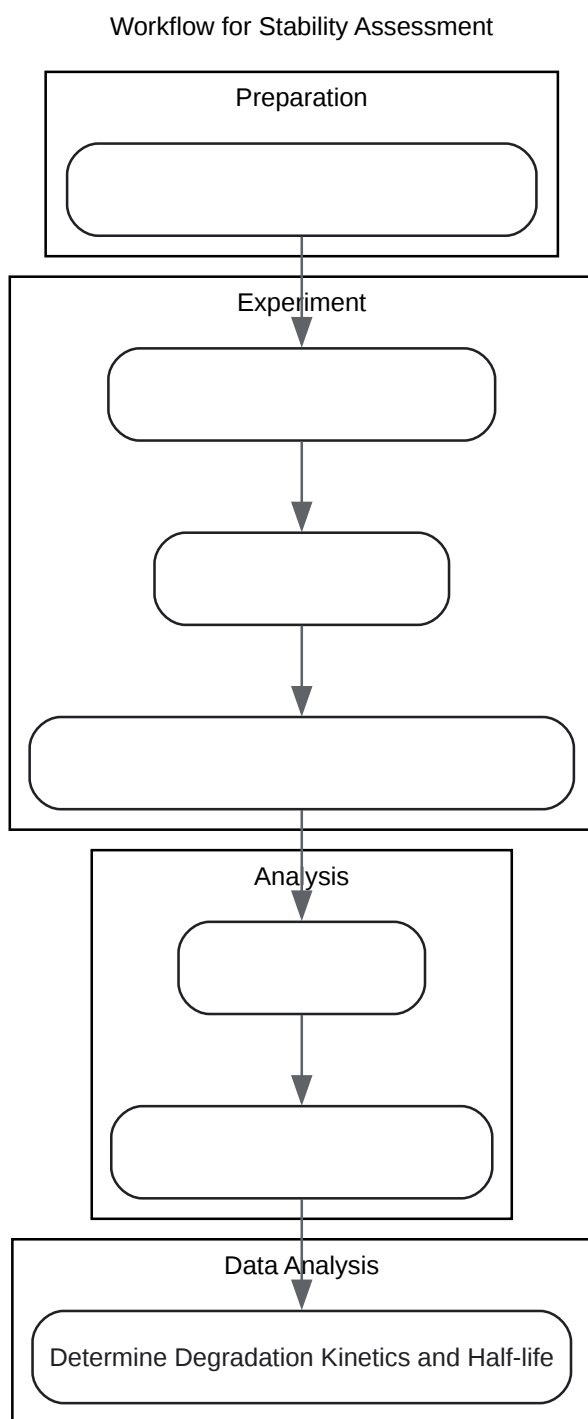 Workflow for Stability Assessment
Preparation
Experiment
Analysis
Data Analysis
Determine Degradation Kinetics and Half-life